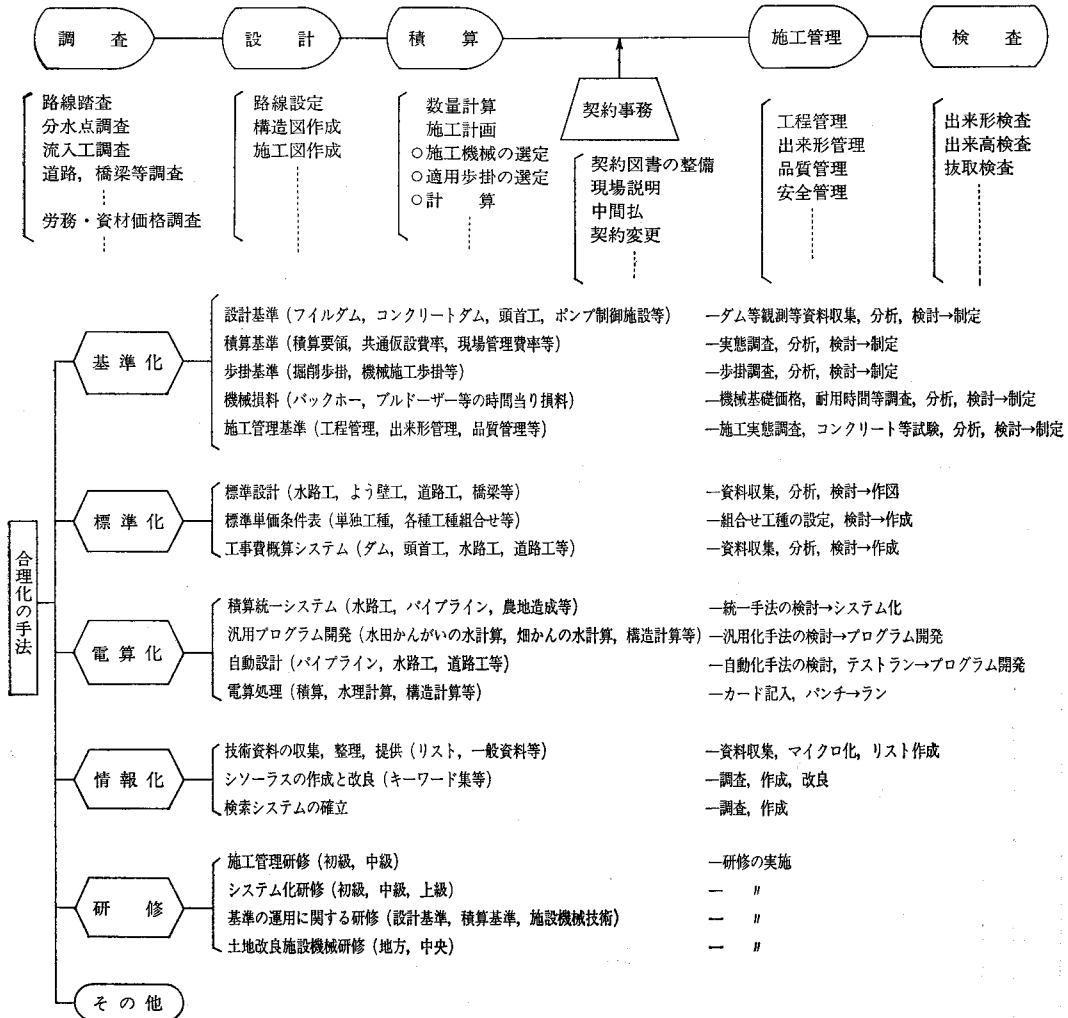 調査
設計
積算
施工管理
検査
契約事務
路線踏査
分水点調査
流入工調査
道路，橋梁等調査
労務・資材価格調査
路線設定
構造図作成
施工図作成
数量計算
施工計画
○施工機械の選定
○適用歩掛の選定
○計算
契約図書の整備
現場説明
中間払
契約変更
工程管理
出来形管理
品質管理
安全管理
出来形検査
出来高検査
抜取検査
合理化の手法
基準化
設計基準（フイルダム，コンクリートダム，頭首工，ポンプ制御施設等） ―ダム等観測等資料収集，分析，検討→制定
積算基準（積算要領，共通仮設費率，現場管理費率等） ―実態調査，分析，検討→制定
歩掛基準（掘削歩掛，機械施工歩掛等） ―歩掛調査，分析，検討→制定
機械損料（バックホー，ブルドーザー等の時間当り損料） ―機械基礎価格，耐用時間等調査，分析，検討→制定
施工管理基準（工程管理，出来形管理，品質管理等） ―施工実態調査，コンクリート等試験，分析，検討→制定
標準化
標準設計（水路工，よう壁工，道路工，橋梁等） ―資料収集，分析，検討→作図
標準単価条件表（単独工種，各種工種組合せ等） ―組合せ工種の設定，検討→作成
工事費概算システム（ダム，頭首工，水路工，道路工等） ―資料収集，分析，検討→作成
電算化
積算統一システム（水路工，パイプライン，農地造成等） ―統一手法の検討→システム化
汎用プログラム開発（水田かんがいの水計算，畑かんの水計算，構造計算等） ―汎用化手法の検討→プログラム開発
自動設計（パイプライン，水路工，道路工等） ―自動化手法の検討，テストラン→プログラム開発
電算処理（積算，水理計算，構造計算等） ―カード記入，パンチ→ラン
情報化
技術資料の収集，整理，提供（リスト，一般資料等） ―資料収集，マイクロ化，リスト作成
シソーラスの作成と改良（キーワード集等） ―調査，作成，改良
検索システムの確立 ―調査，作成
研修
施工管理研修（初級，中級） ―研修の実施
システム化研修（初級，中級，上級） ― 〃
基準の運用に関する研修（設計基準，積算基準，施設機械技術） ― 〃
土地改良施設機械研修（地方，中央） ― 〃
その他